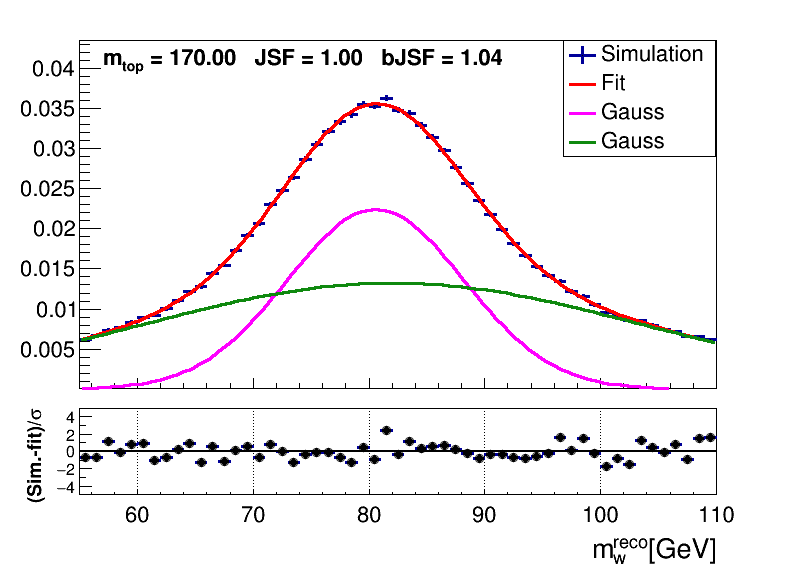 m_top = 170.00 JSF = 1.00 bJSF = 1.04
Simulation
Fit
Gauss
Gauss
0.04
0.035
0.03
0.025
0.02
0.015
0.01
0.005
(Sim.-fit)/σ
4
2
0
−2
−4
60 70 80 90 100 110
m_w^reco[GeV]